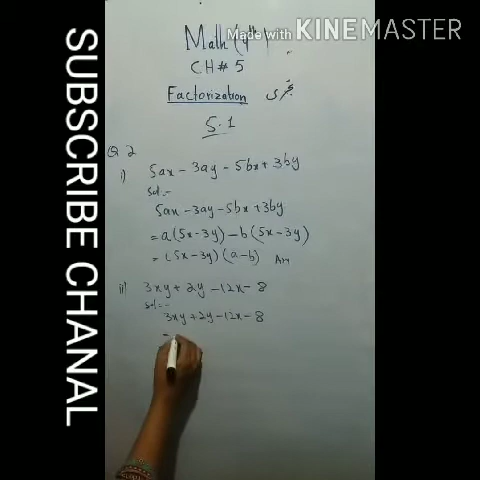 Made with KINEMASTER
SUBSCRIBE CHANAL
CH # 5
Factorization تجزی
5.1
Q 2
i) 5ax - 3ay - 5bx + 3by
Sol:-
5ax - 3ay - 5bx + 3by
= a(5x - 3y) - b(5x - 3y)
= (5x - 3y)(a - b) Ans
ii) 3xy + 2y - 12x - 8
Sol:-
3xy + 2y - 12x - 8